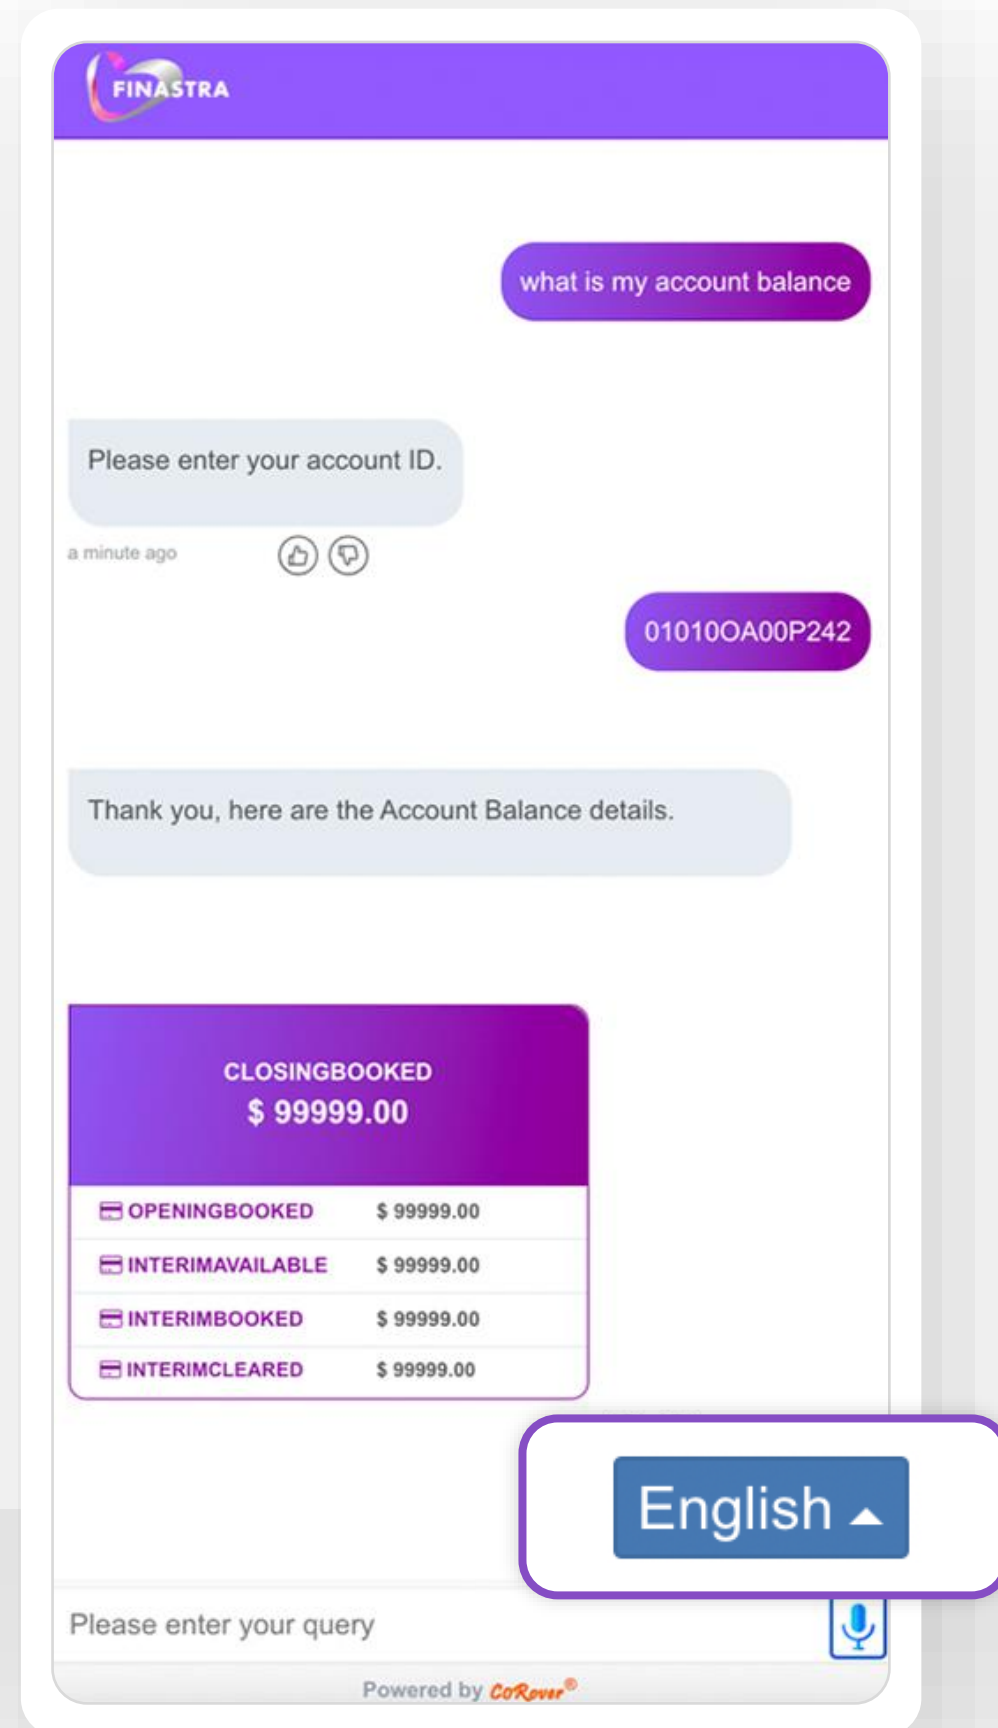 FINASTRA
what is my account balance
Please enter your account ID.
a minute ago
01010OA00P242
Thank you, here are the Account Balance details.
CLOSINGBOOKED
$ 99999.00
OPENINGBOOKED $ 99999.00
INTERIMAVAILABLE $ 99999.00
INTERIMBOOKED $ 99999.00
INTERIMCLEARED $ 99999.00
English
Please enter your query
Powered by CoRover®